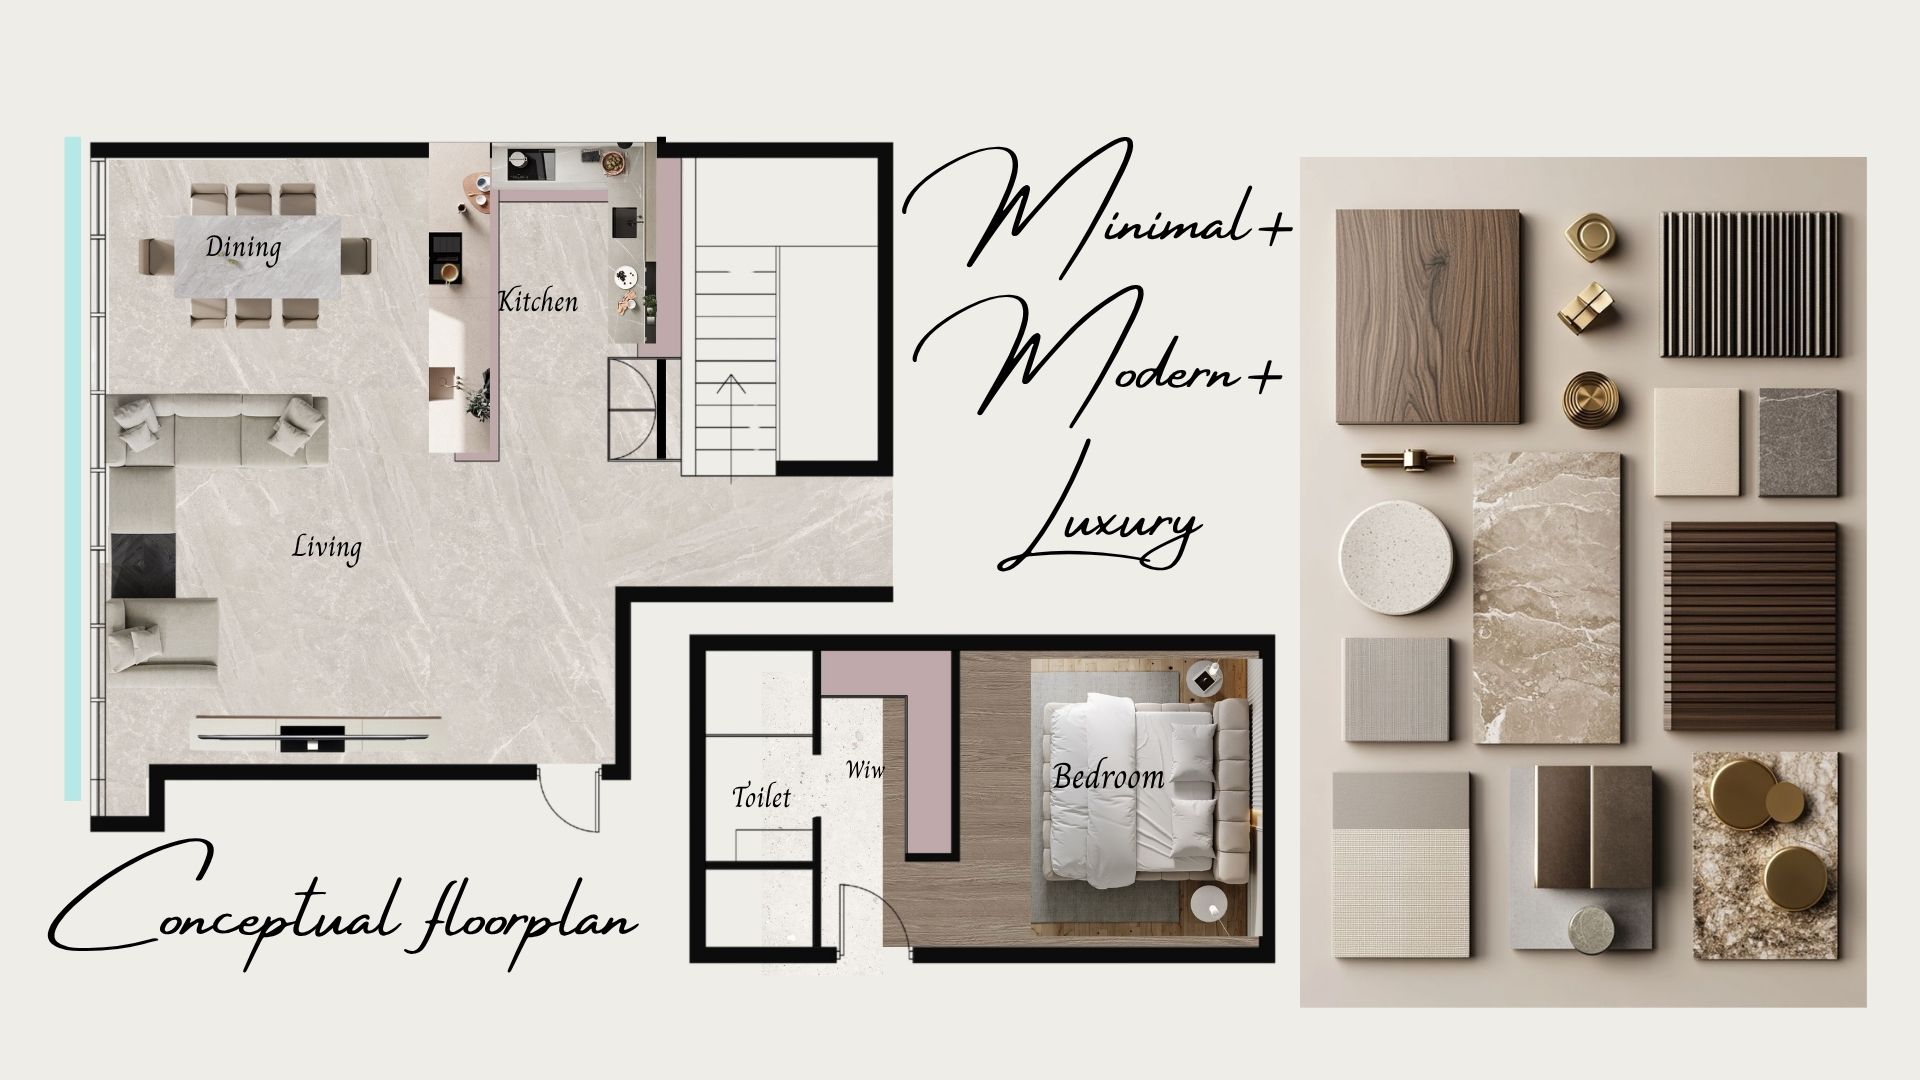 Minimal+
Modern+
Luxury
Dining
Kitchen
Living
Wiw
Toilet
Bedroom
Conceptual floorplan